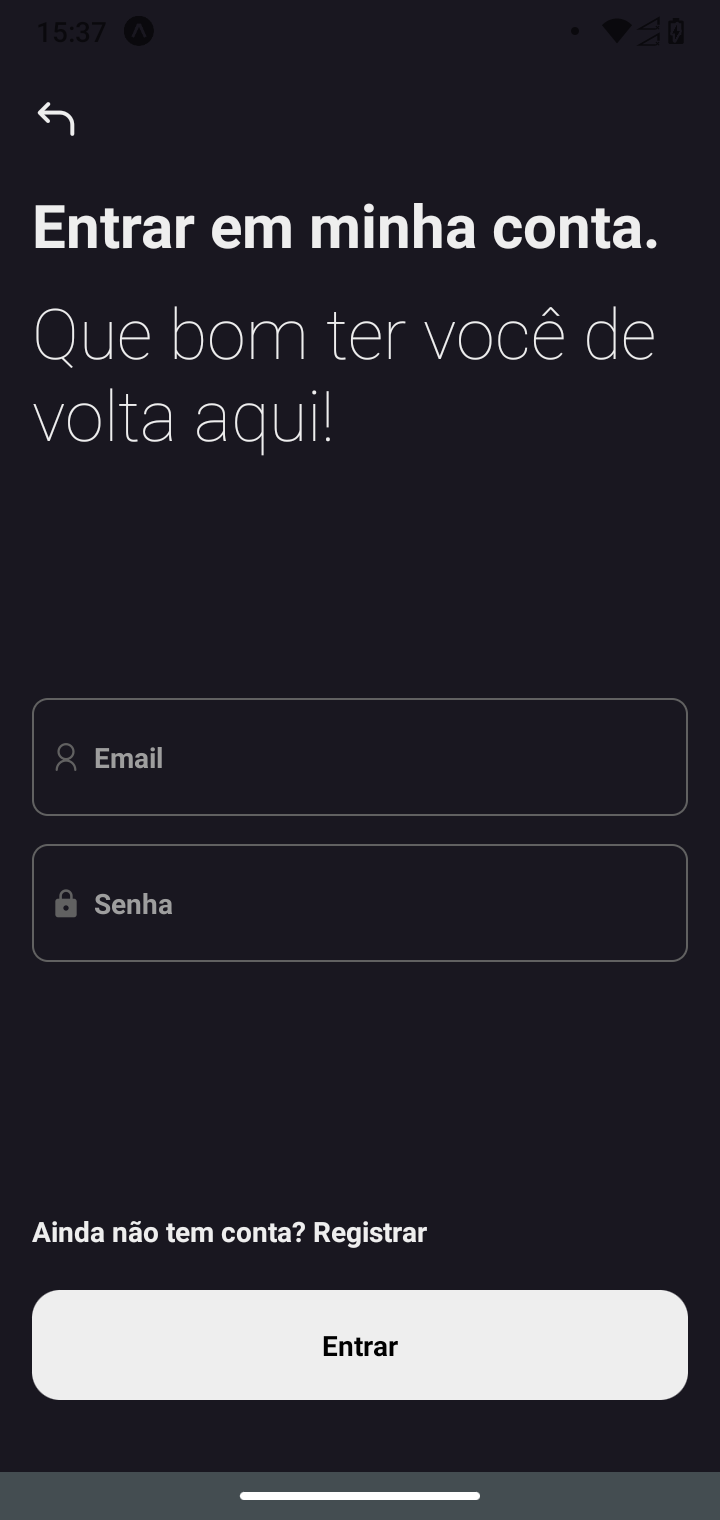 15:37
Entrar em minha conta.
Que bom ter você de
volta aqui!
Email
Senha
Ainda não tem conta? Registrar
Entrar